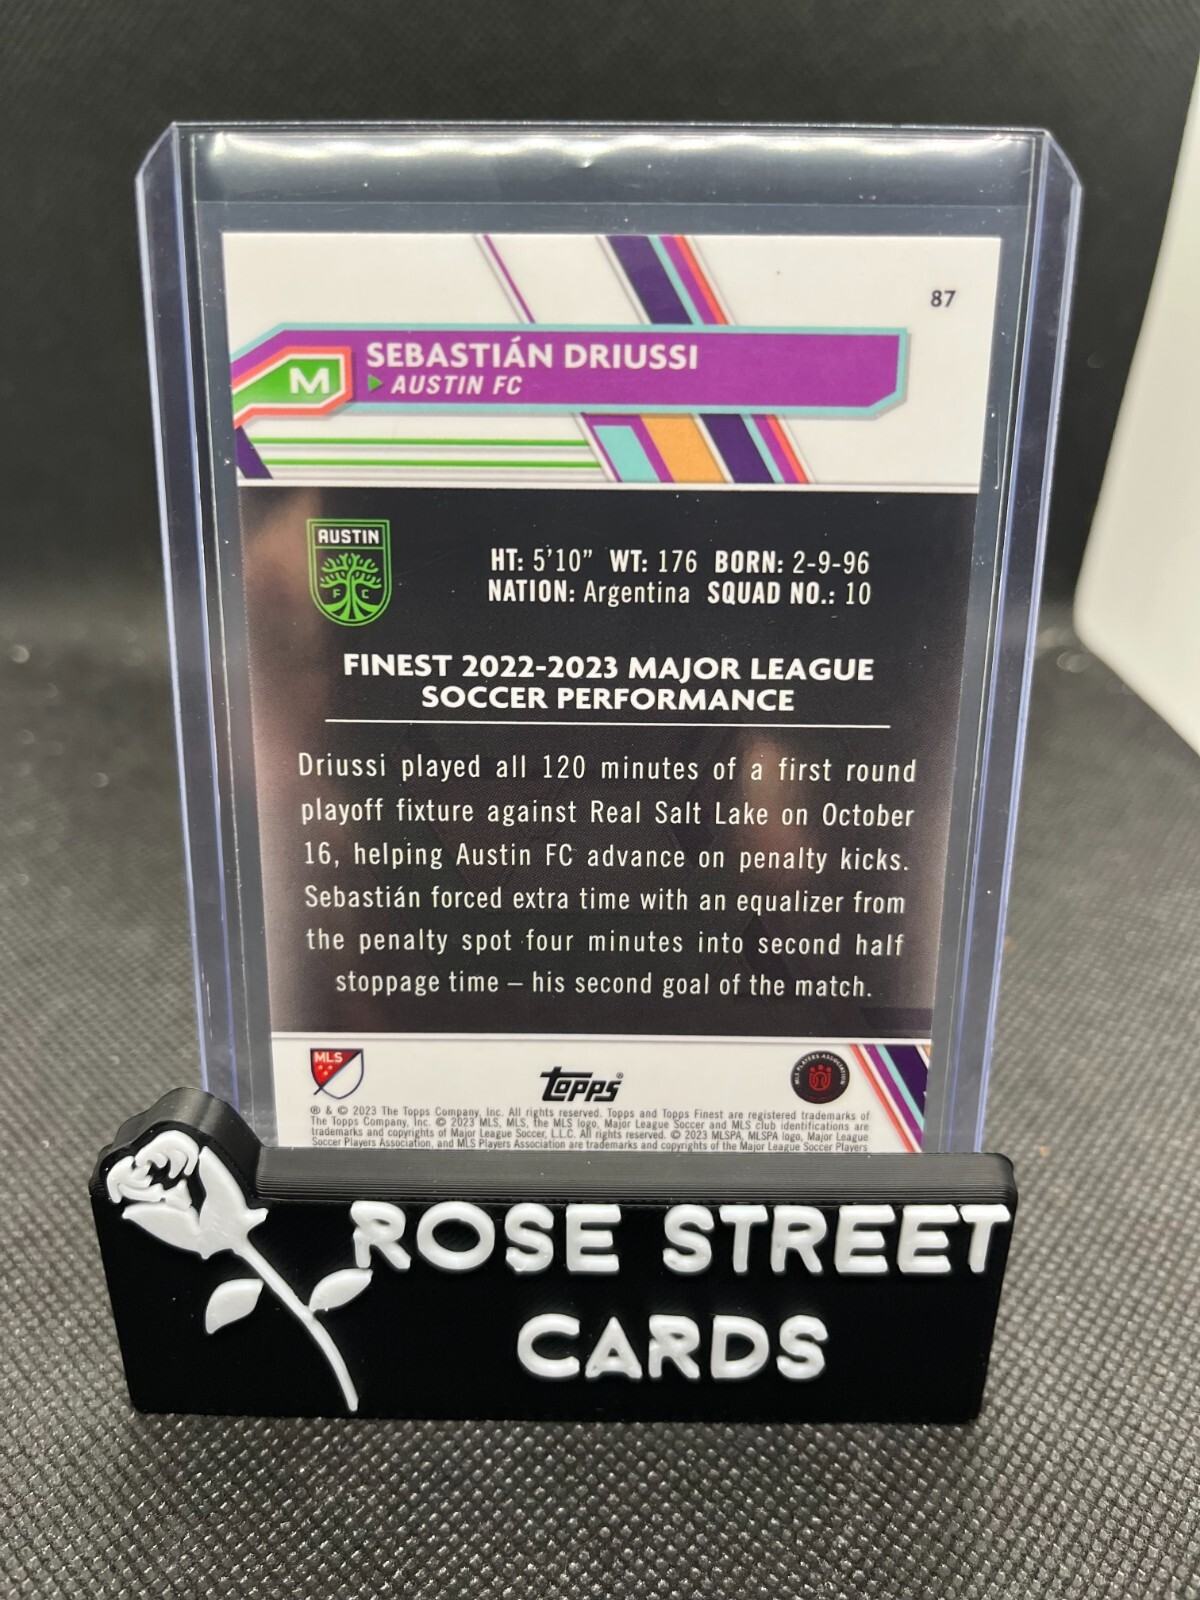 87
SEBASTIÁN DRIUSSI
M
AUSTIN FC
AUSTIN
F C
HT: 5'10" WT: 176 BORN: 2-9-96
NATION: Argentina SQUAD NO.: 10
FINEST 2022-2023 MAJOR LEAGUE
SOCCER PERFORMANCE
Driussi played all 120 minutes of a first round
playoff fixture against Real Salt Lake on October
16, helping Austin FC advance on penalty kicks.
Sebastián forced extra time with an equalizer from
the penalty spot four minutes into second half
stoppage time – his second goal of the match.
MLS
Topps®
MLS PLAYERS ASSOCIATION
® & © 2023 The Topps Company, Inc. All rights reserved. Topps and Topps Finest are registered trademarks of
The Topps Company, Inc. © 2023 MLS, MLS, the MLS logo, Major League Soccer and MLS club identifications are
trademarks and copyrights of Major League Soccer, L.L.C. All rights reserved. © 2023 MLSPA, MLSPA logo, Major League
Soccer Players Association, and MLS Players Association are trademarks and copyrights of the Major League Soccer Players
ROSE STREET
CARDS